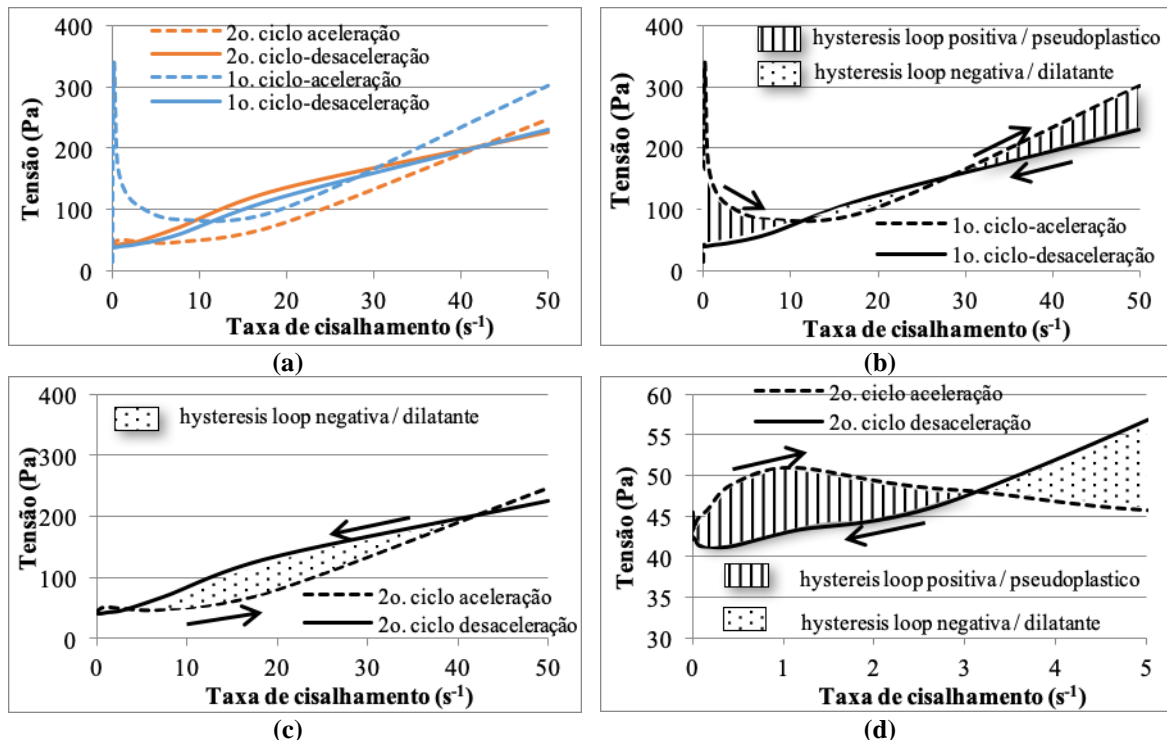 400
300
200
100
0
Tensão (Pa)
2o. ciclo aceleração
2o. ciclo-desaceleração
1o. ciclo-aceleração
1o. ciclo-desaceleração
0 10 20 30 40 50
Taxa de cisalhamento (s-1)
(a)
400
300
200
100
0
Tensão (Pa)
hysteresis loop positiva / pseudoplastico
hysteresis loop negativa / dilatante
1o. ciclo-aceleração
1o. ciclo-desaceleração
0 10 20 30 40 50
Taxa de cisalhamento (s-1)
(b)
400
300
200
100
0
Tensão (Pa)
hysteresis loop negativa / dilatante
2o. ciclo aceleração
2o. ciclo desaceleração
0 10 20 30 40 50
Taxa de cisalhamento (s-1)
(c)
60
55
50
45
40
35
30
Tensão (Pa)
2o. ciclo aceleração
2o. ciclo desaceleração
hystereis loop positiva / pseudoplastico
hysteresis loop negativa / dilatante
0 1 2 3 4 5
Taxa de cisalhamento (s-1)
(d)